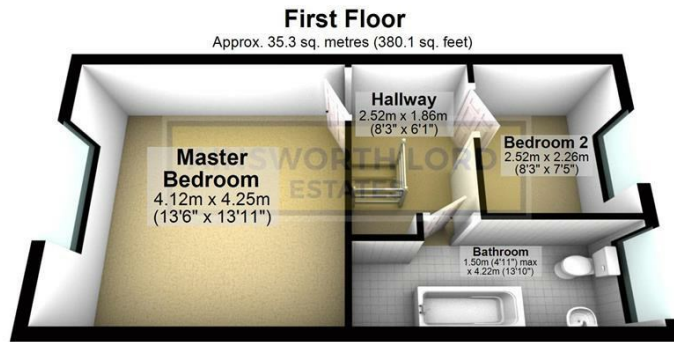 First Floor
Approx. 35.3 sq. metres (380.1 sq. feet)
Hallway
2.52m x 1.86m
(8'3" x 6'1")
Master
Bedroom
4.12m x 4.25m
(13'6" x 13'11")
Bedroom 2
2.52m x 2.26m
(8'3" x 7'5")
LORD
ESTATES
Bathroom
1.50m (4'11") max
x 4.22m (13'10")